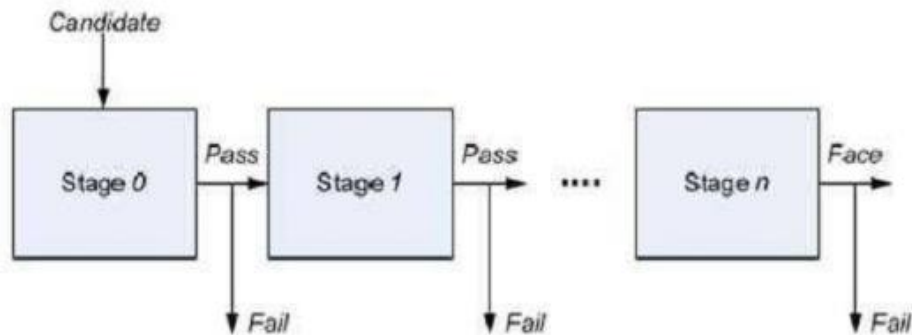 Candidate
Stage 0
Pass
Stage 1
Pass
....
Stage n
Face
Fail
Fail
Fail